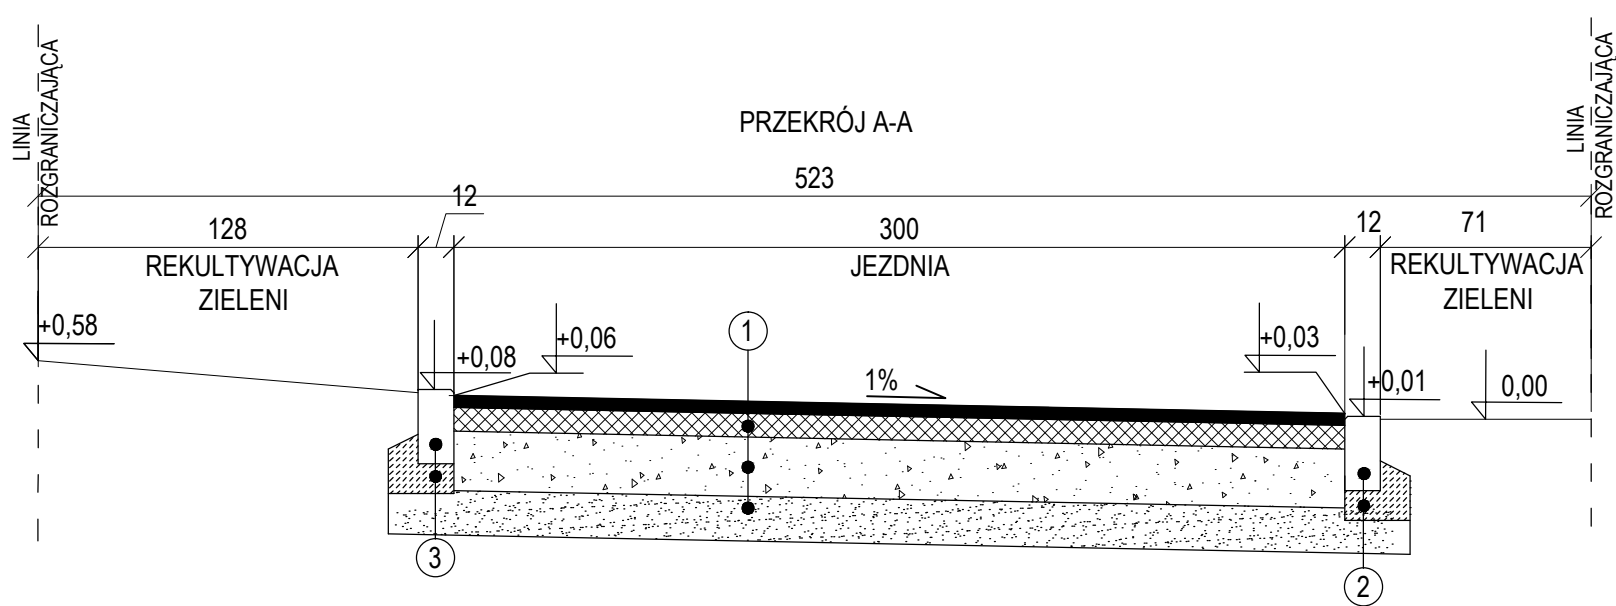 LINIA
ROZGRANICZAJĄCA
LINIA
ROZGRANICZAJĄCA
PRZEKRÓJ A-A
523
12
128
300
12
71
REKULTYWACJA
ZIELENI
JEZDNIA
REKULTYWACJA
ZIELENI
+0,58
+0,08
+0,06
1
1%
+0,03
+0,01
0,00
3
2